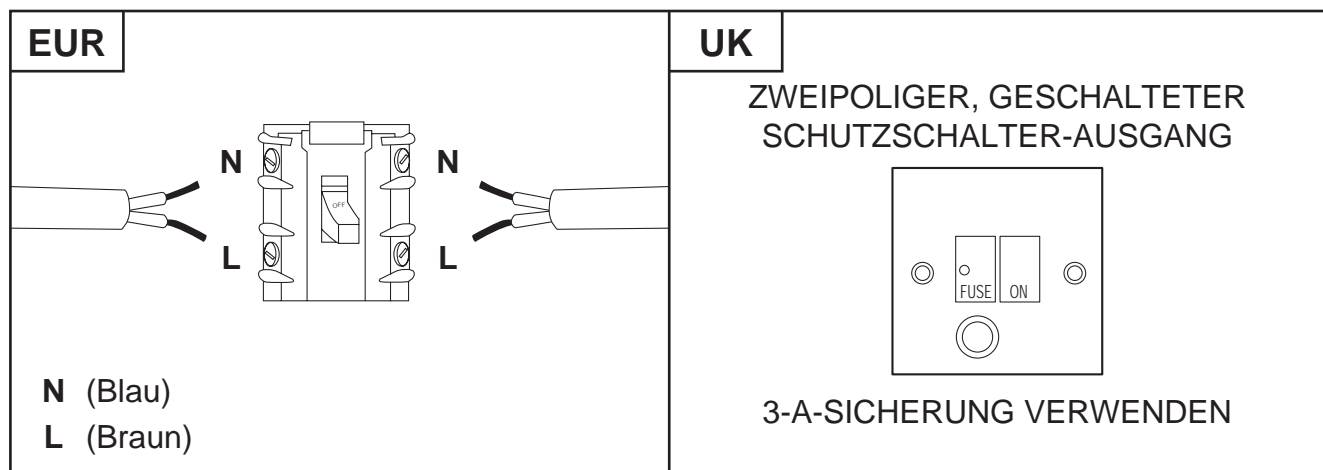 EUR
N
N
OFF
L
L
N (Blau)
L (Braun)
UK
ZWEIPOLIGER, GESCHALTETER
SCHUTZSCHALTER-AUSGANG
FUSE ON
3-A-SICHERUNG VERWENDEN